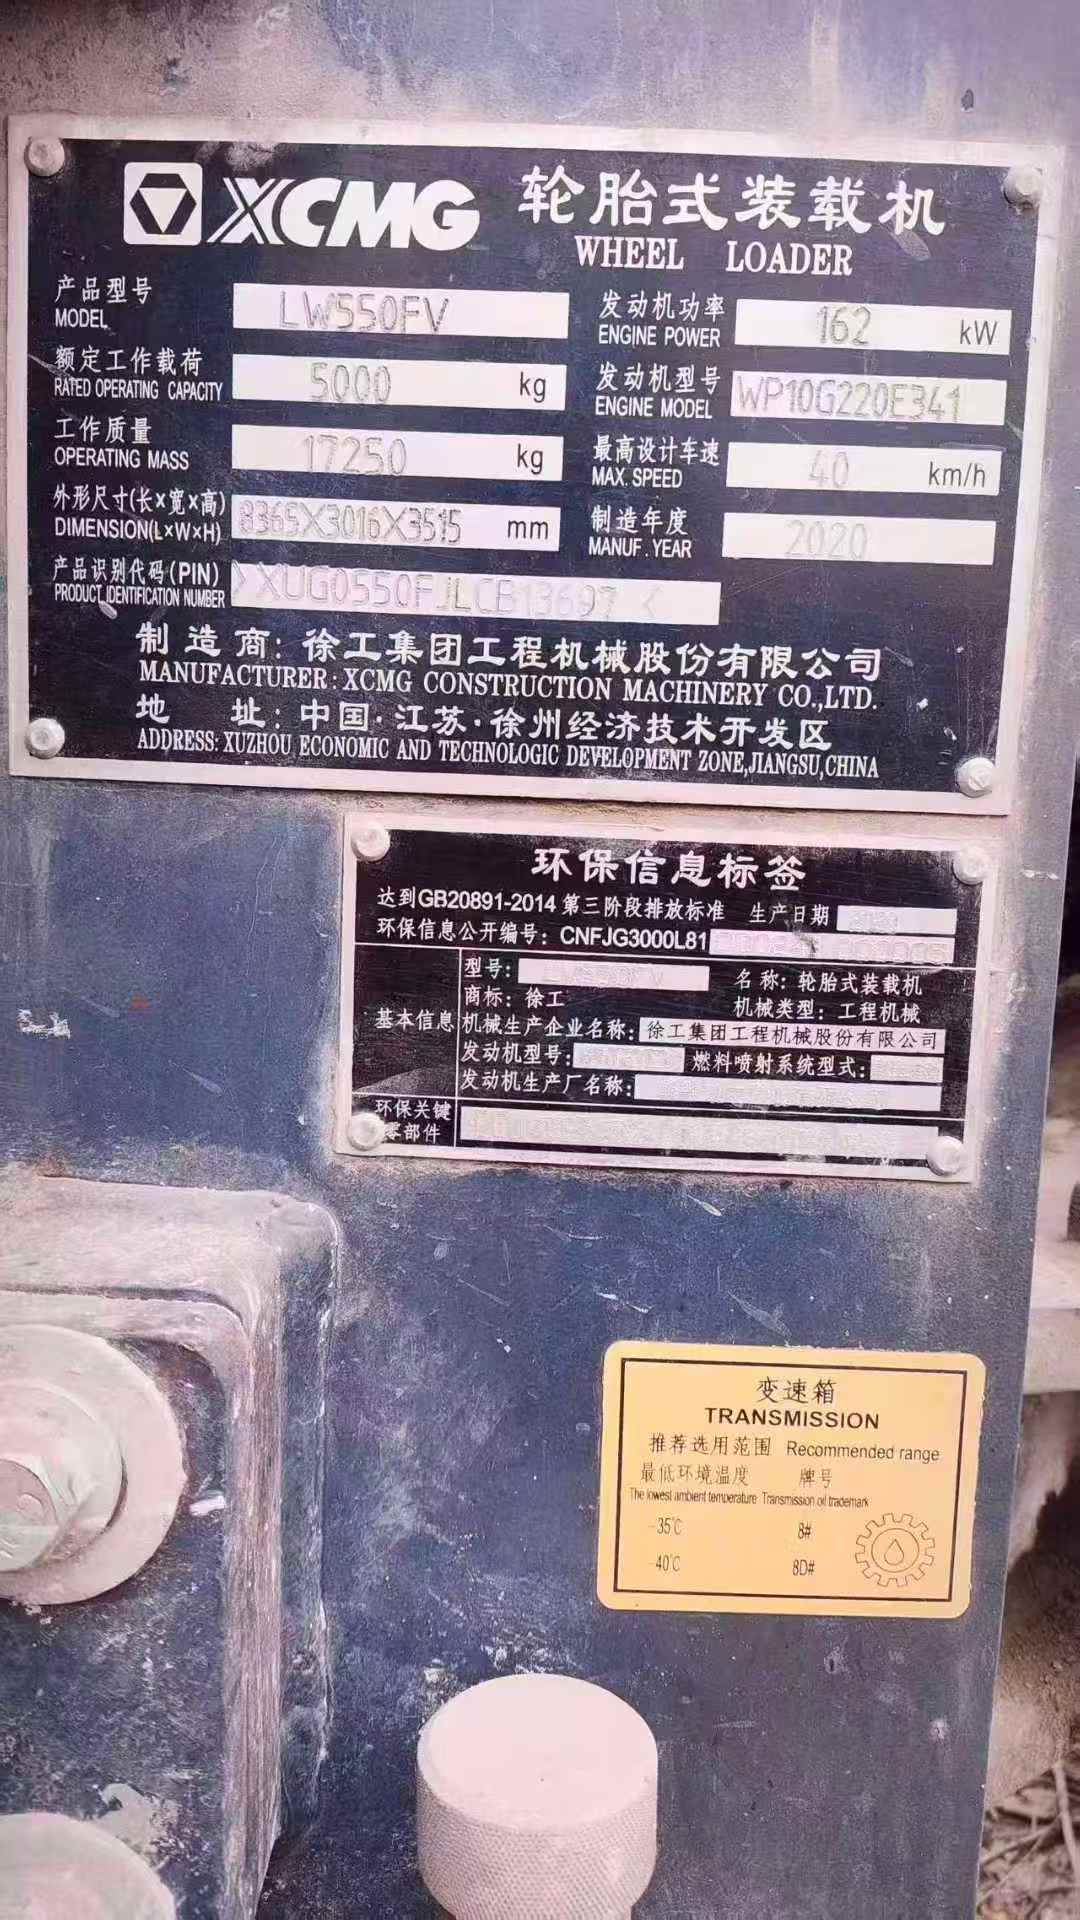 XCMG 轮胎式装载机
WHEEL LOADER
产品型号 LW550FV 发动机功率 162 kW
MODEL ENGINE POWER
额定工作载荷 5000 kg 发动机型号 WP10G220E341
RATED OPERATING CAPACITY ENGINE MODEL
工作质量 17250 kg 最高设计车速 40 km/h
OPERATING MASS MAX. SPEED
外形尺寸(长×宽×高) 8365X3016X3515 mm 制造年度 2020
DIMENSION(L×W×H) MANUF. YEAR
产品识别代码(PIN) XUG0550FJLCB13697
PRODUCT IDENTIFICATION NUMBER
制造商: 徐工集团工程机械股份有限公司
MANUFACTURER: XCMG CONSTRUCTION MACHINERY CO.,LTD.
地 址: 中国·江苏·徐州经济技术开发区
ADDRESS: XUZHOU ECONOMIC AND TECHNOLOGIC DEVELOPMENT ZONE,JIANGSU,CHINA
环保信息标签
达到GB20891-2014 第三阶段排放标准 生产日期
环保信息公开编号: CNFJG3000L81
型号: 名称: 轮胎式装载机
商标: 徐工 机械类型: 工程机械
基本信息 机械生产企业名称: 徐工集团工程机械股份有限公司
发动机型号: 燃料喷射系统型式:
发动机生产厂名称:
环保关键
零部件
变速箱
TRANSMISSION
推荐选用范围 Recommended range
最低环境温度 牌号
The lowest ambient temperature Transmission oil trademark
-35℃ 8#
-40℃ 8D#